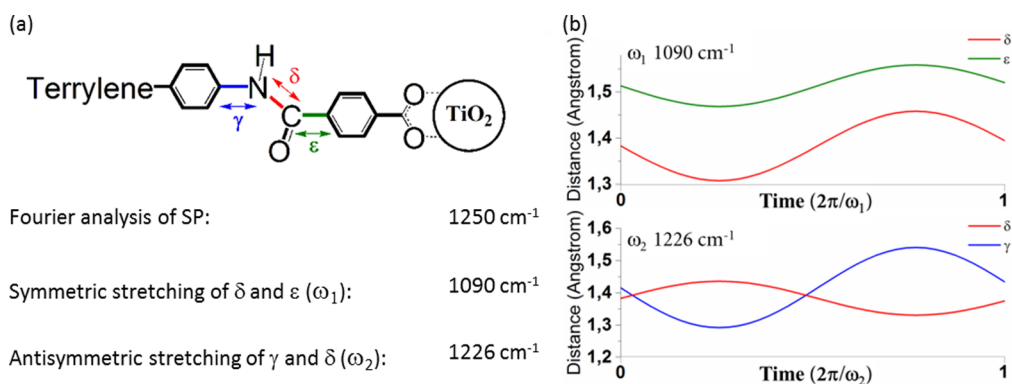 (a)
H
Terrylene
N
δ
γ
C
ε
O
O
O
TiO₂
Fourier analysis of SP: 1250 cm⁻¹
Symmetric stretching of δ and ε (ω₁): 1090 cm⁻¹
Antisymmetric stretching of γ and δ (ω₂): 1226 cm⁻¹
(b)
ω₁ 1090 cm⁻¹
δ
ε
Distance (Angstrom)
1,5
1,4
1,3
0
Time (2π/ω₁)
1
ω₂ 1226 cm⁻¹
δ
γ
Distance (Angstrom)
1,6
1,5
1,4
1,3
1,2
0
Time (2π/ω₂)
1